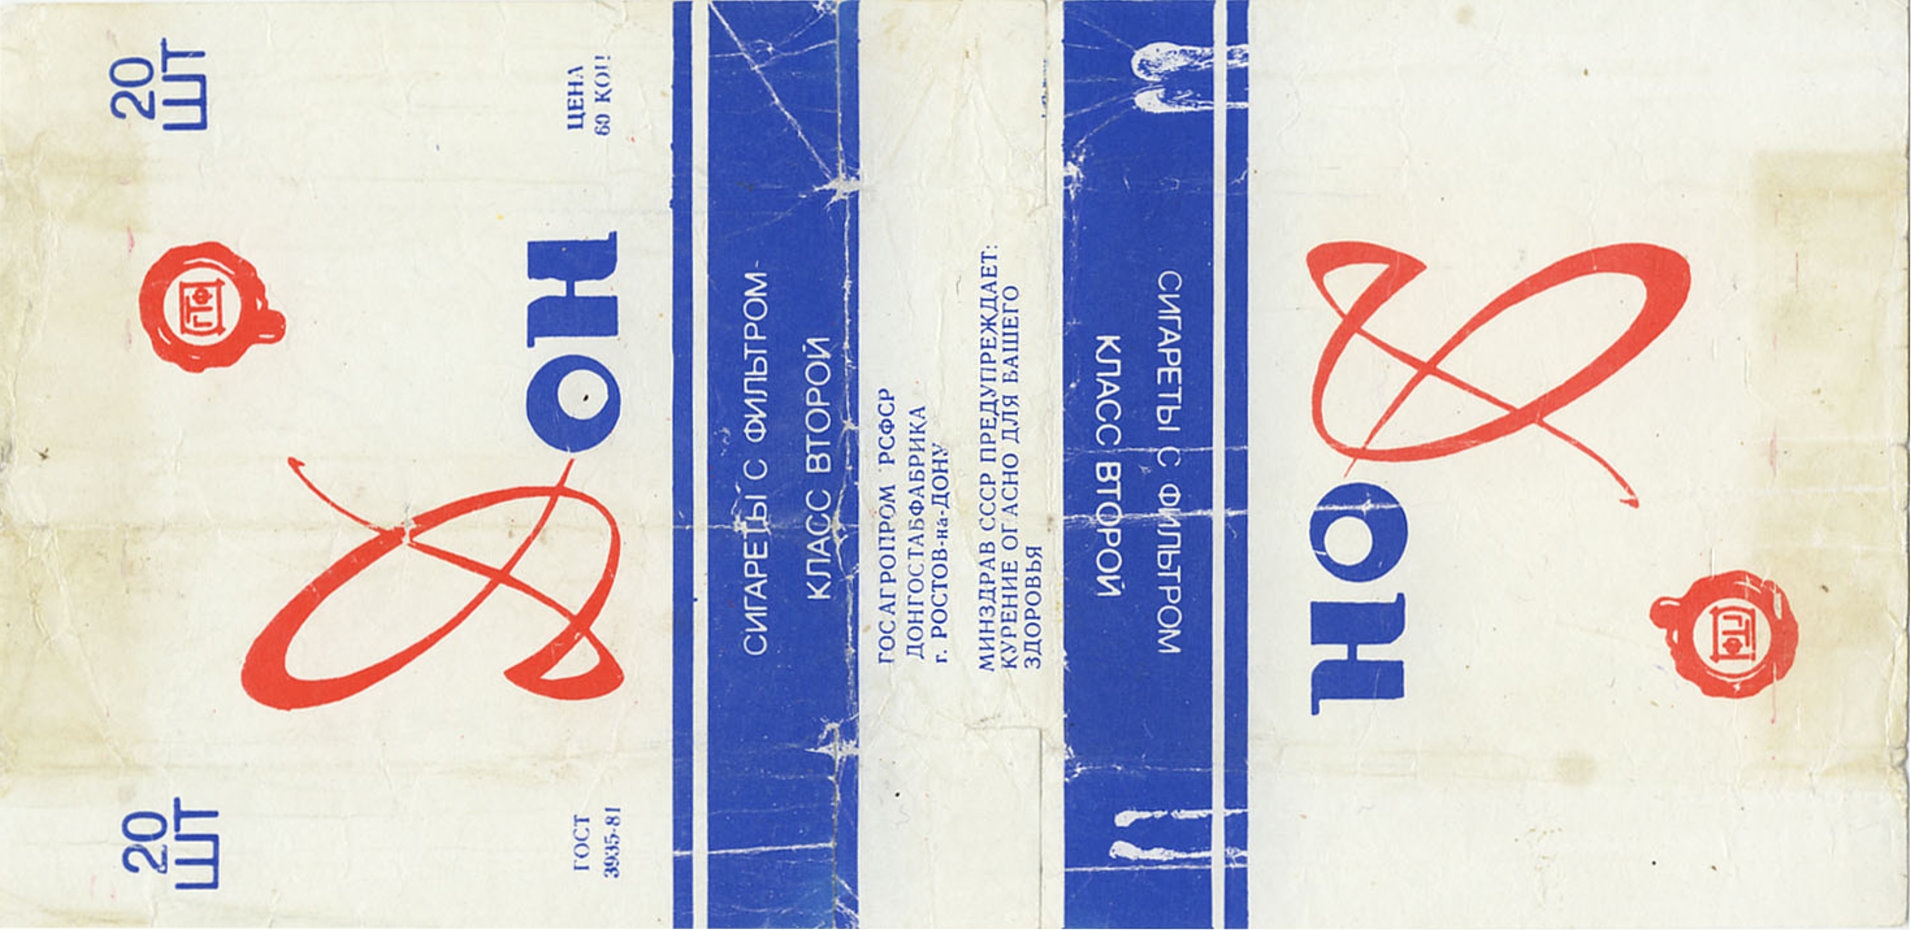 20
ШТ
20
ШТ
ЦЕНА
60 КОП
ГОСТ
3935-81
Дон
СИГАРЕТЫ С ФИЛЬТРОМ
КЛАСС ВТОРОЙ
ГОСАГРОПРОМ РСФСР
ДОНГОСТАБФАБРИКА
г. РОСТОВ-на-ДОНУ
МИНЗДРАВ СССР ПРЕДУПРЕЖДАЕТ:
КУРЕНИЕ ОПАСНО ДЛЯ ВАШЕГО
ЗДОРОВЬЯ
КЛАСС ВТОРОЙ
СИГАРЕТЫ С ФИЛЬТРОМ
Дон